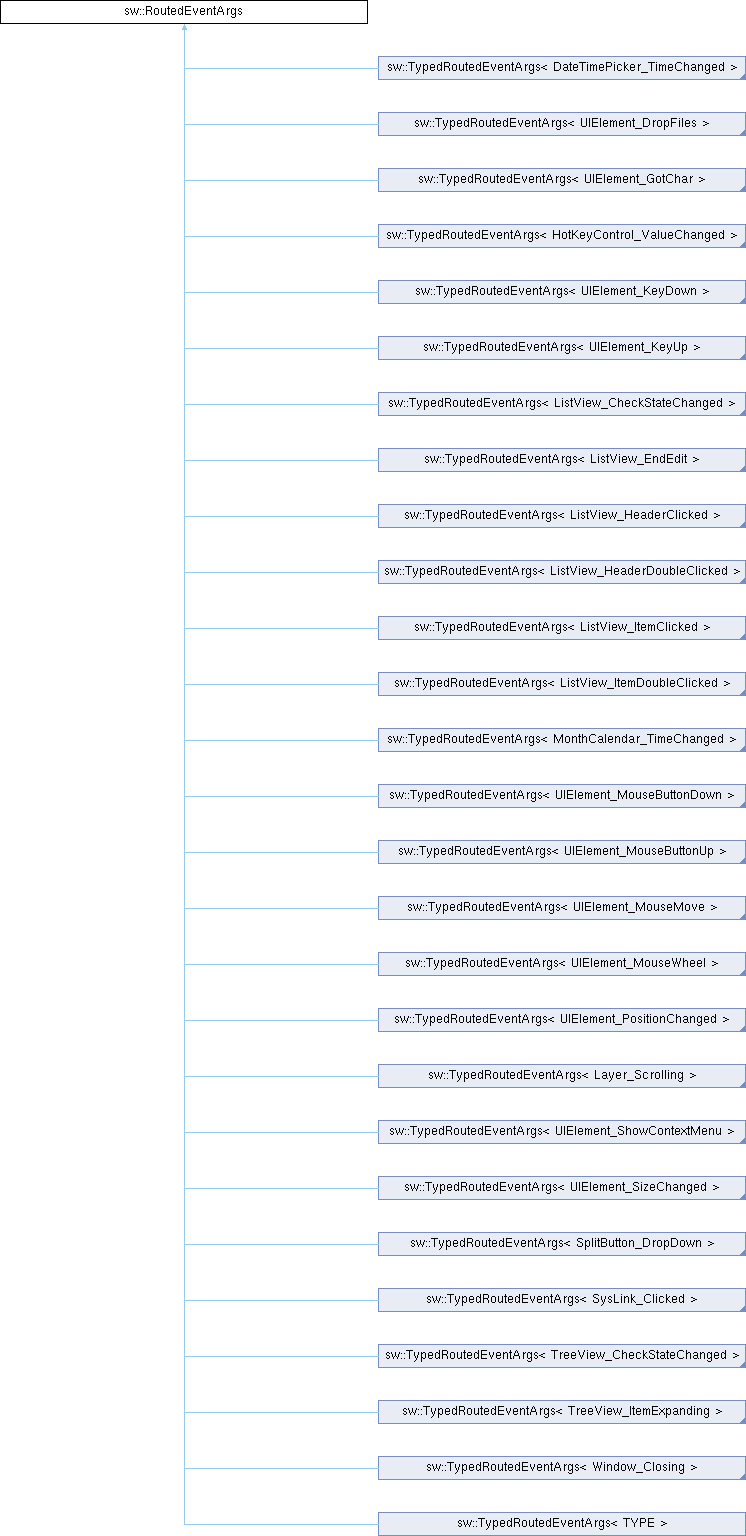 sw::RoutedEventArgs
sw::TypedRoutedEventArgs< DateTimePicker_TimeChanged >
sw::TypedRoutedEventArgs< UIElement_DropFiles >
sw::TypedRoutedEventArgs< UIElement_GotChar >
sw::TypedRoutedEventArgs< HotKeyControl_ValueChanged >
sw::TypedRoutedEventArgs< UIElement_KeyDown >
sw::TypedRoutedEventArgs< UIElement_KeyUp >
sw::TypedRoutedEventArgs< ListView_CheckStateChanged >
sw::TypedRoutedEventArgs< ListView_EndEdit >
sw::TypedRoutedEventArgs< ListView_HeaderClicked >
sw::TypedRoutedEventArgs< ListView_HeaderDoubleClicked >
sw::TypedRoutedEventArgs< ListView_ItemClicked >
sw::TypedRoutedEventArgs< ListView_ItemDoubleClicked >
sw::TypedRoutedEventArgs< MonthCalendar_TimeChanged >
sw::TypedRoutedEventArgs< UIElement_MouseButtonDown >
sw::TypedRoutedEventArgs< UIElement_MouseButtonUp >
sw::TypedRoutedEventArgs< UIElement_MouseMove >
sw::TypedRoutedEventArgs< UIElement_MouseWheel >
sw::TypedRoutedEventArgs< UIElement_PositionChanged >
sw::TypedRoutedEventArgs< Layer_Scrolling >
sw::TypedRoutedEventArgs< UIElement_ShowContextMenu >
sw::TypedRoutedEventArgs< UIElement_SizeChanged >
sw::TypedRoutedEventArgs< SplitButton_DropDown >
sw::TypedRoutedEventArgs< SysLink_Clicked >
sw::TypedRoutedEventArgs< TreeView_CheckStateChanged >
sw::TypedRoutedEventArgs< TreeView_ItemExpanding >
sw::TypedRoutedEventArgs< Window_Closing >
sw::TypedRoutedEventArgs< TYPE >